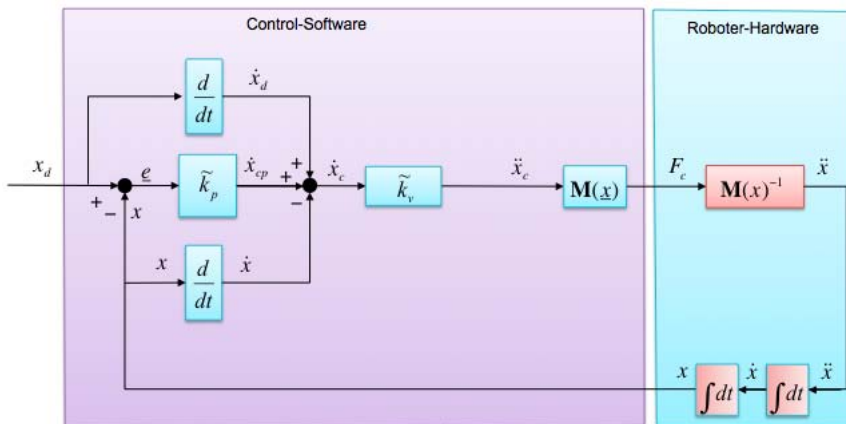 Control-Software
Roboter-Hardware
d/dt
ẋ_d
x_d
+
−
e
x
k̃_p
ẋ_cp
+
+
−
ẋ_c
k̃_v
ẍ_c
M(x)
F_c
M(x)⁻¹
ẍ
x
d/dt
ẋ
x
∫dt
ẋ
∫dt
ẍ